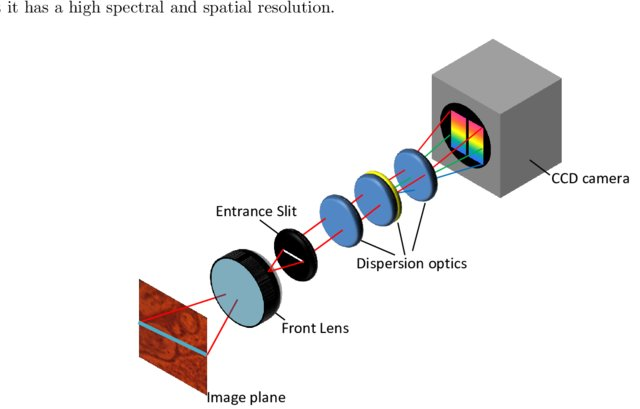 it has a high spectral and spatial resolution.
CCD camera
Entrance Slit
Dispersion optics
Front Lens
Image plane